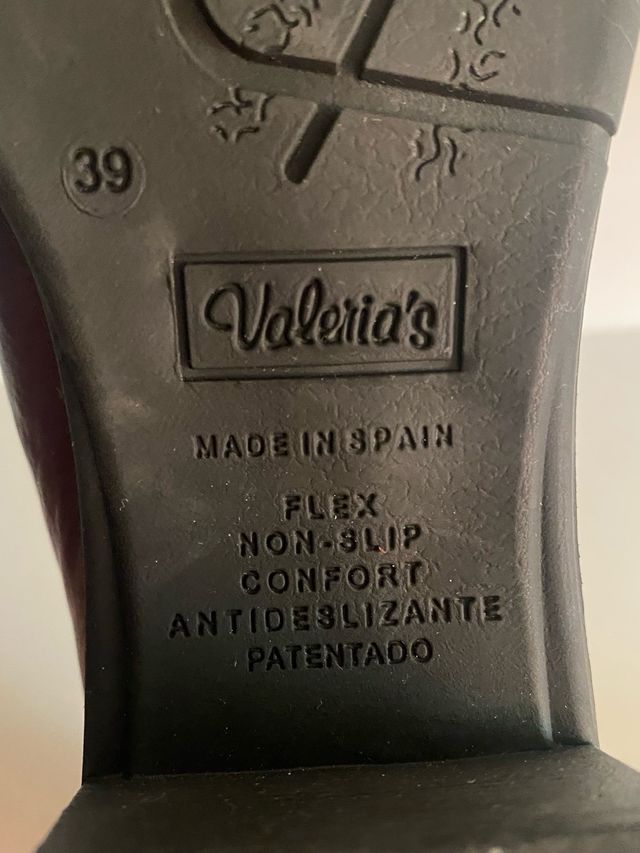 39
Valeria's
MADE IN SPAIN
FLEX
NON-SLIP
CONFORT
ANTIDESLIZANTE
PATENTADO